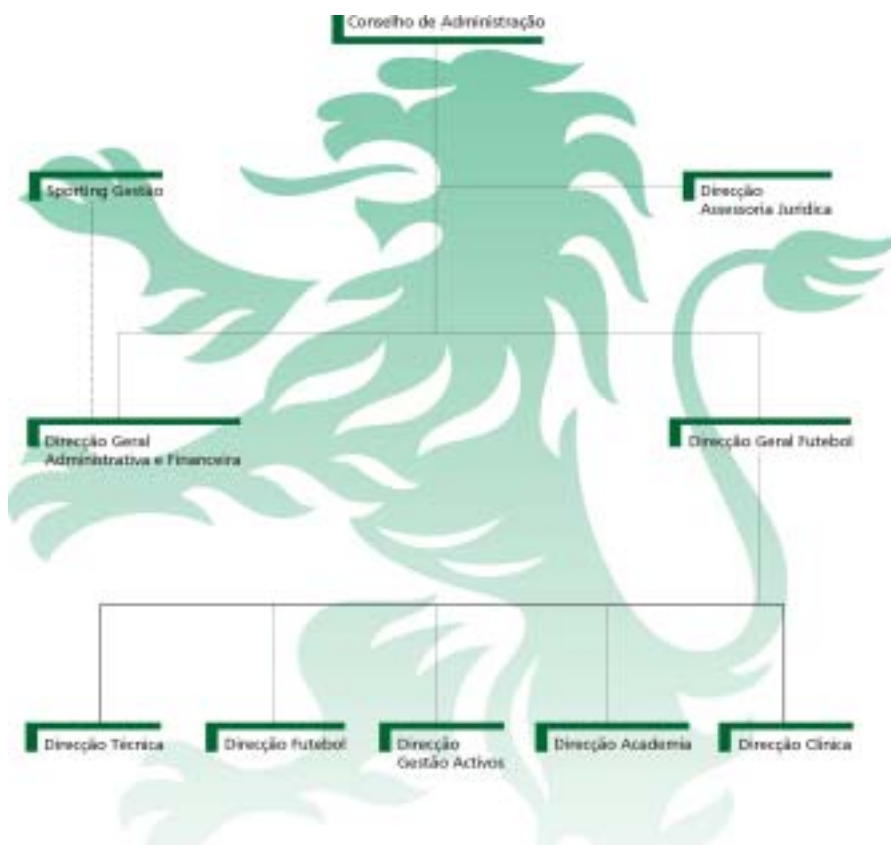 Conselho de Administração
Sporting Gestão
Direcção
Assessoria Jurídica
Direcção Geral
Administrativa e Financeira
Direcção Geral Futebol
Direcção Técnica
Direcção Futebol
Direcção
Gestão Activos
Direcção Academia
Direcção Clínica